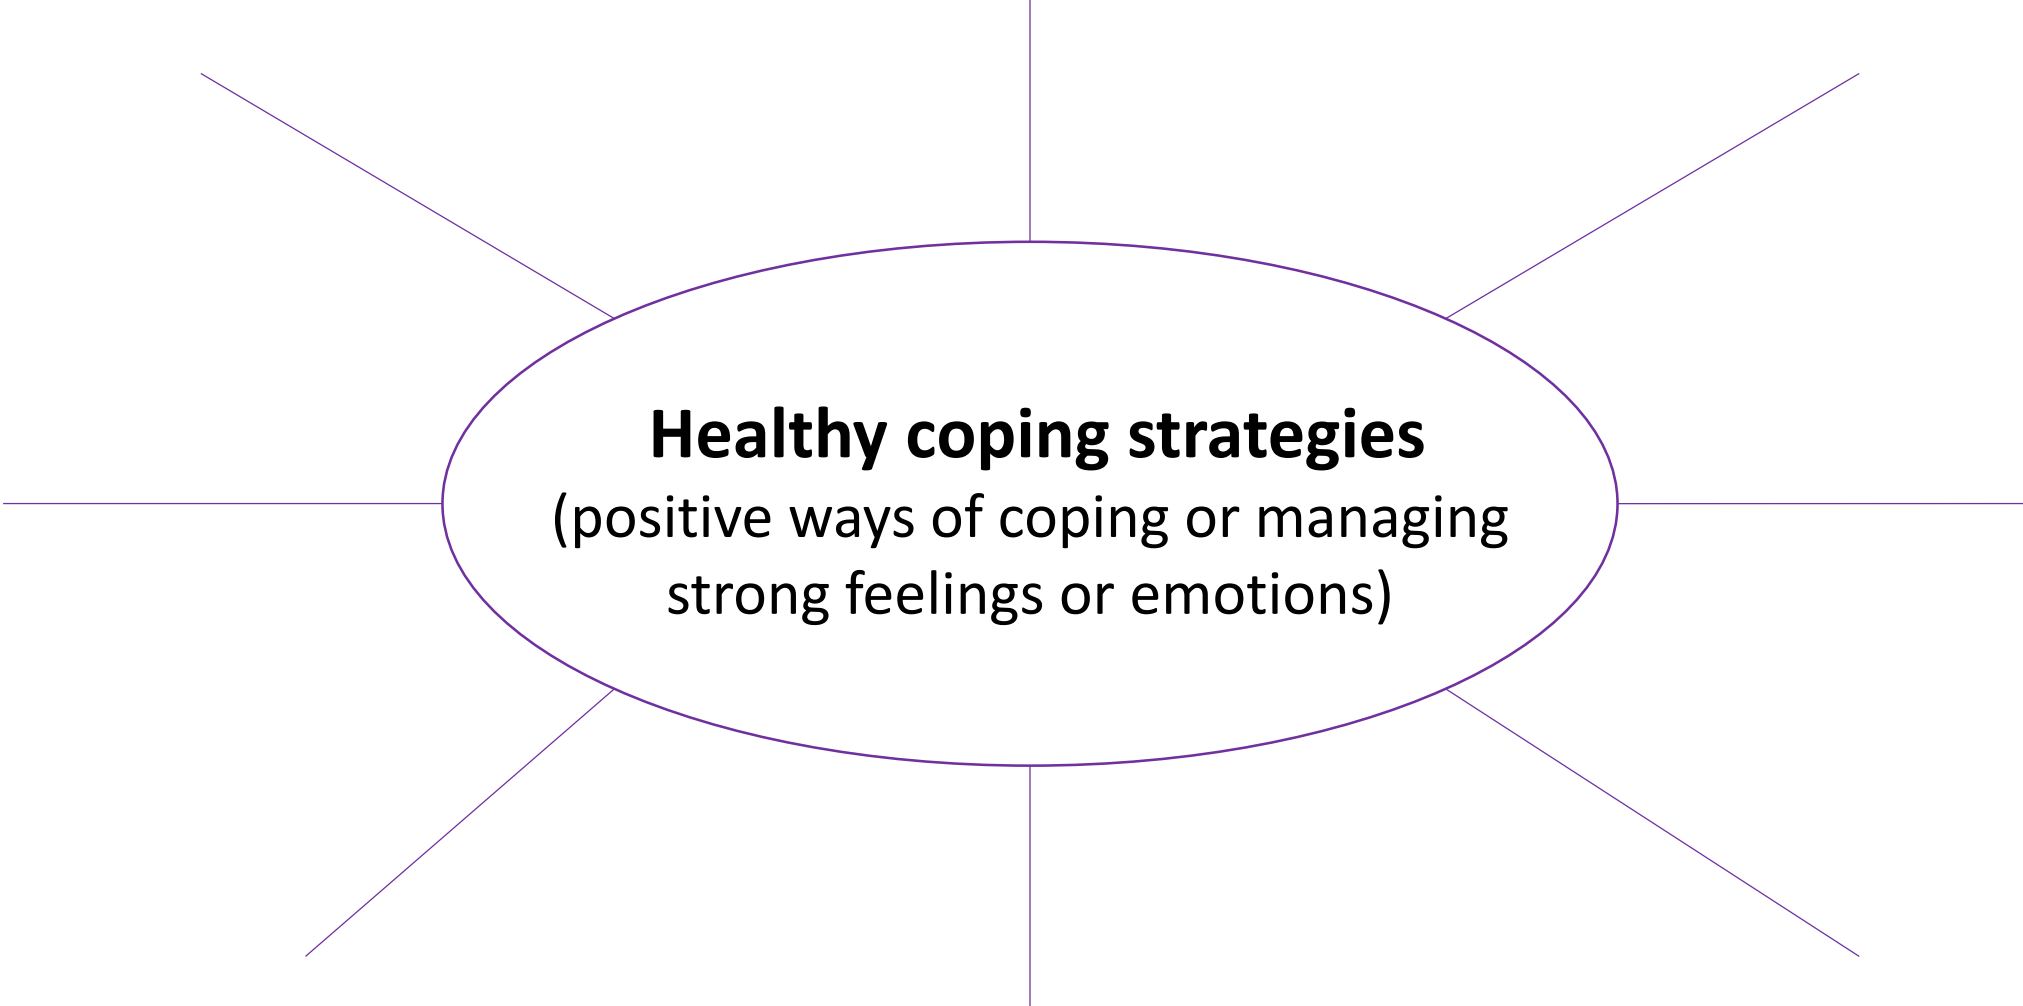 Healthy coping strategies
(positive ways of coping or managing
strong feelings or emotions)